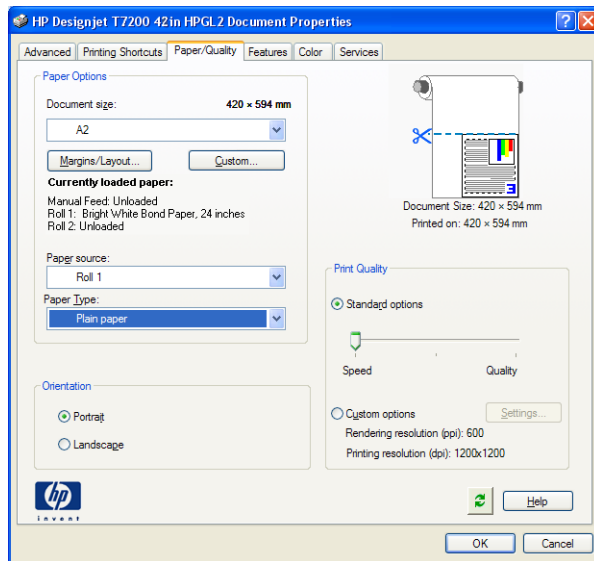 HP Designjet T7200 42in HPGL2 Document Properties
Advanced Printing Shortcuts Paper/Quality Features Color Services
Paper Options
Document size: 420 × 594 mm
A2
Margins/Layout... Custom...
Currently loaded paper:
Manual Feed: Unloaded
Roll 1: Bright White Bond Paper, 24 inches
Roll 2: Unloaded
Paper source:
Roll 1
Paper Type:
Plain paper
Orientation
Portrait
Landscape
3
Document Size: 420 × 594 mm
Printed on: 420 × 594 mm
Print Quality
Standard options
Speed Quality
Custom options Settings...
Rendering resolution (ppi): 600
Printing resolution (dpi): 1200x1200
hp
invent
Help
OK Cancel